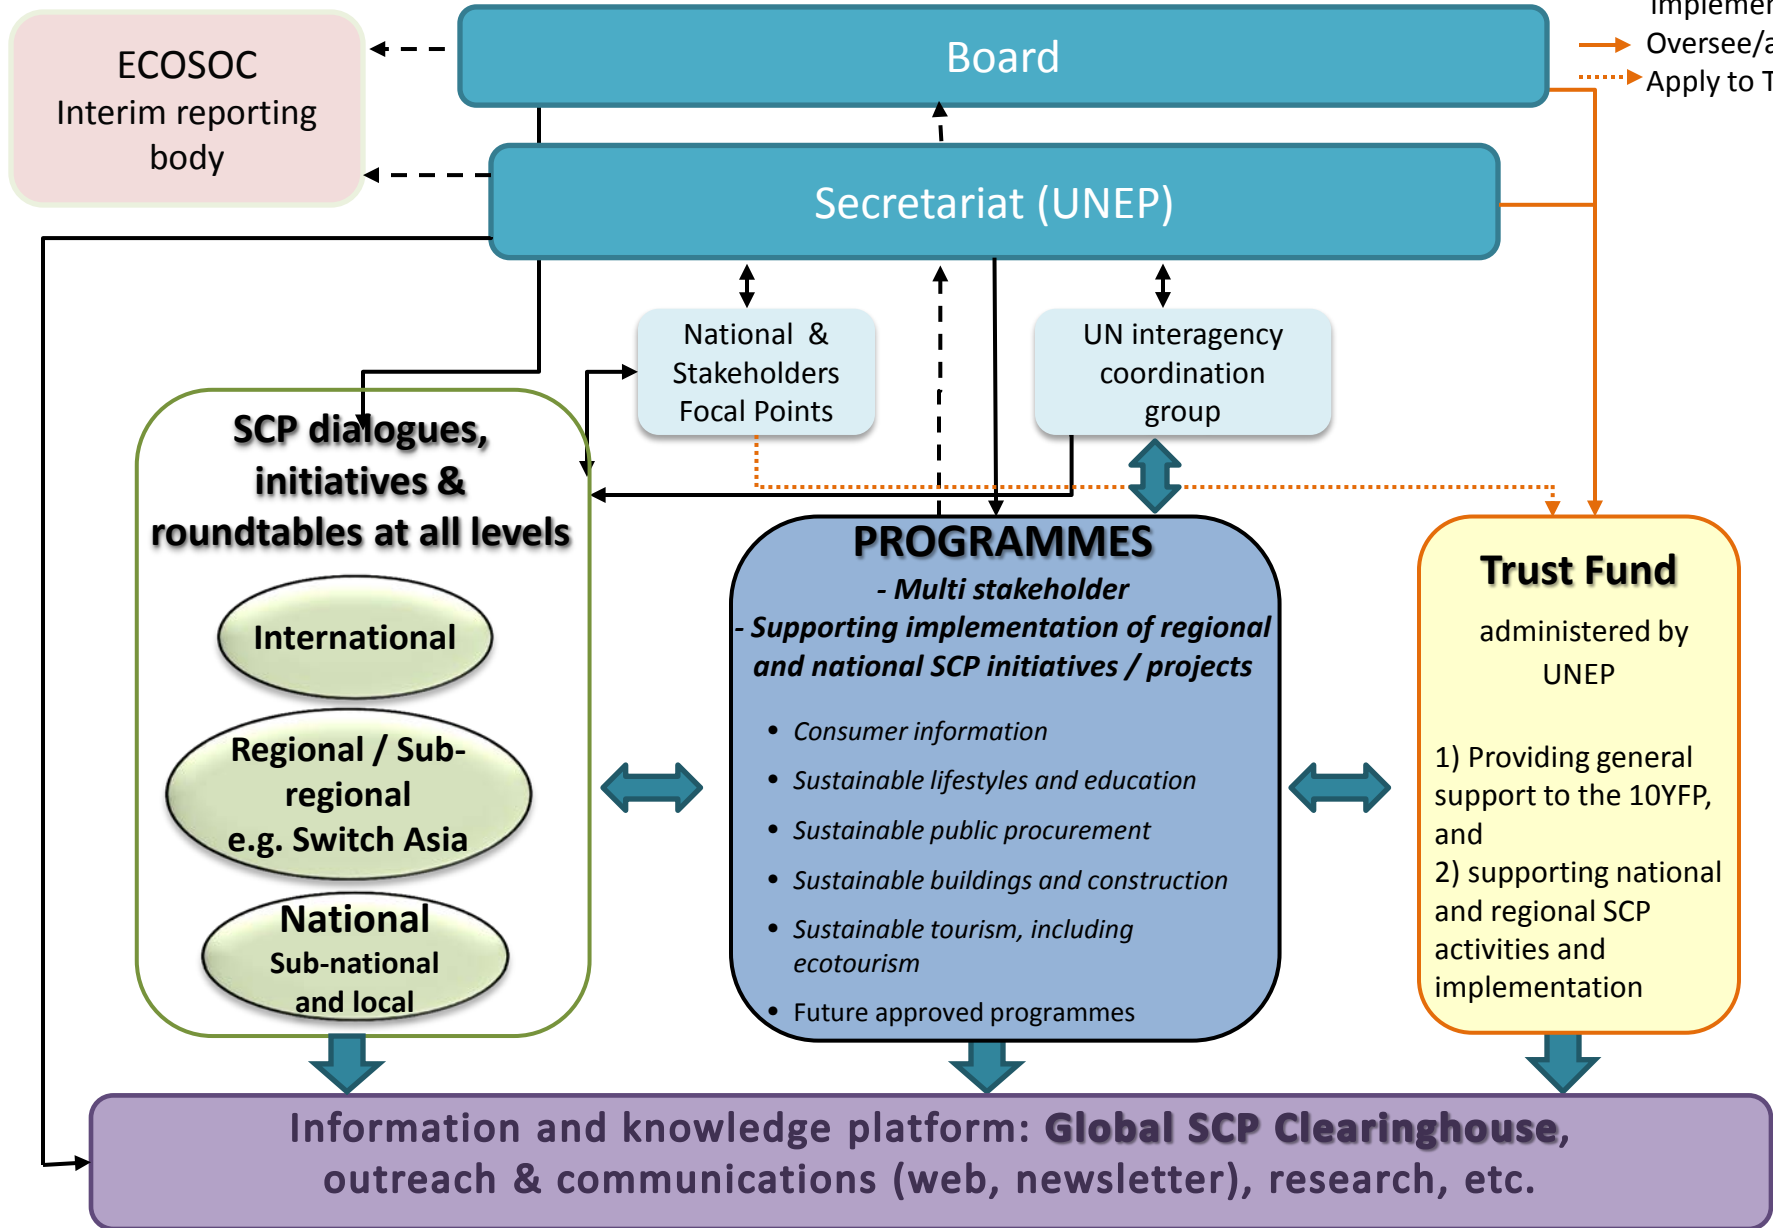 ECOSOC
Interim reporting
body
Board
Oversee/a
Apply to T
Secretariat (UNEP)
National &
Stakeholders
Focal Points
UN interagency
coordination
group
SCP dialogues,
initiatives &
roundtables at all levels
International
Regional / Sub-
regional
e.g. Switch Asia
National
Sub-national
and local
PROGRAMMES
- Multi stakeholder
- Supporting implementation of regional
and national SCP initiatives / projects
• Consumer information
• Sustainable lifestyles and education
• Sustainable public procurement
• Sustainable buildings and construction
• Sustainable tourism, including
ecotourism
• Future approved programmes
Trust Fund
administered by
UNEP
1) Providing general
support to the 10YFP,
and
2) supporting national
and regional SCP
activities and
implementation
Information and knowledge platform: Global SCP Clearinghouse,
outreach & communications (web, newsletter), research, etc.